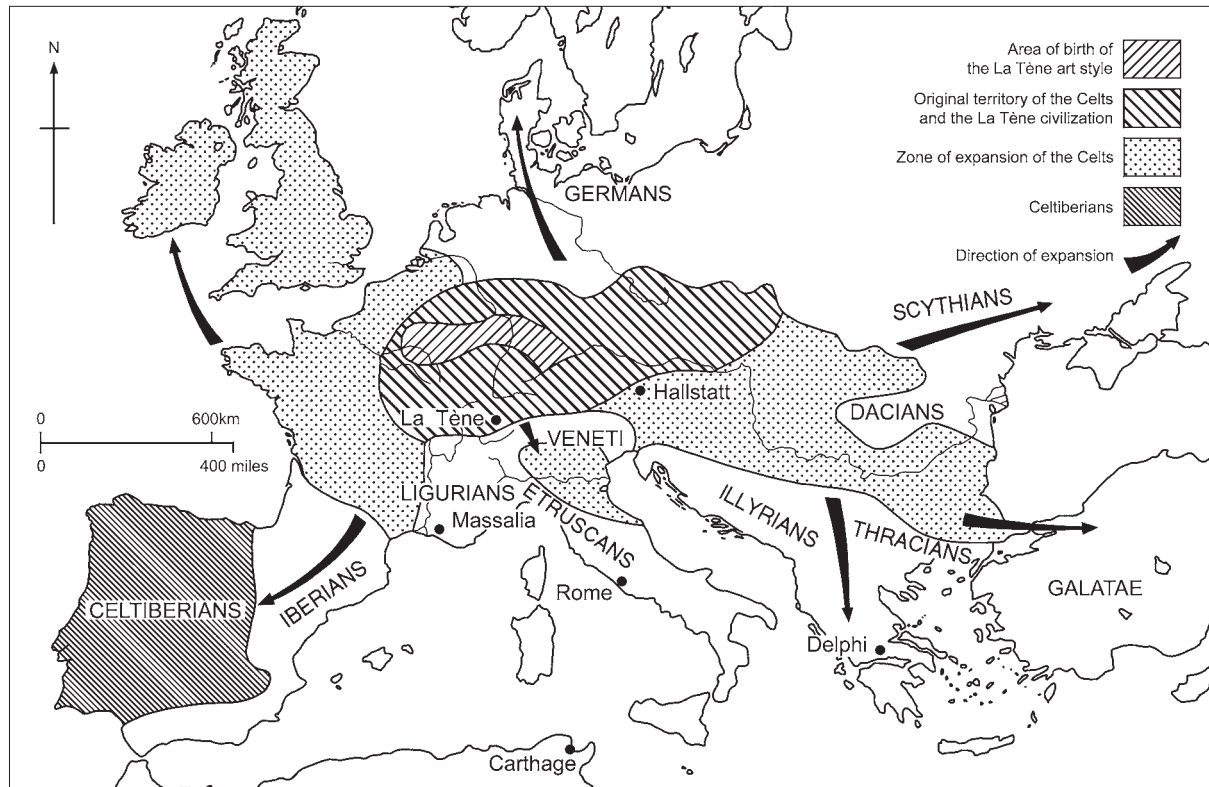 N
Area of birth of
the La Tène art style
Original territory of the Celts
and the La Tène civilization
Zone of expansion of the Celts
Celtiberians
Direction of expansion
GERMANS
SCYTHIANS
0 600km
0 400 miles
Hallstatt
La Tène
DACIANS
VENETI
LIGURIANS
ETRUSCANS
ILLYRIANS
THRACIANS
Massalia
IBERIANS
CELTIBERIANS
Rome
GALATAE
Delphi
Carthage